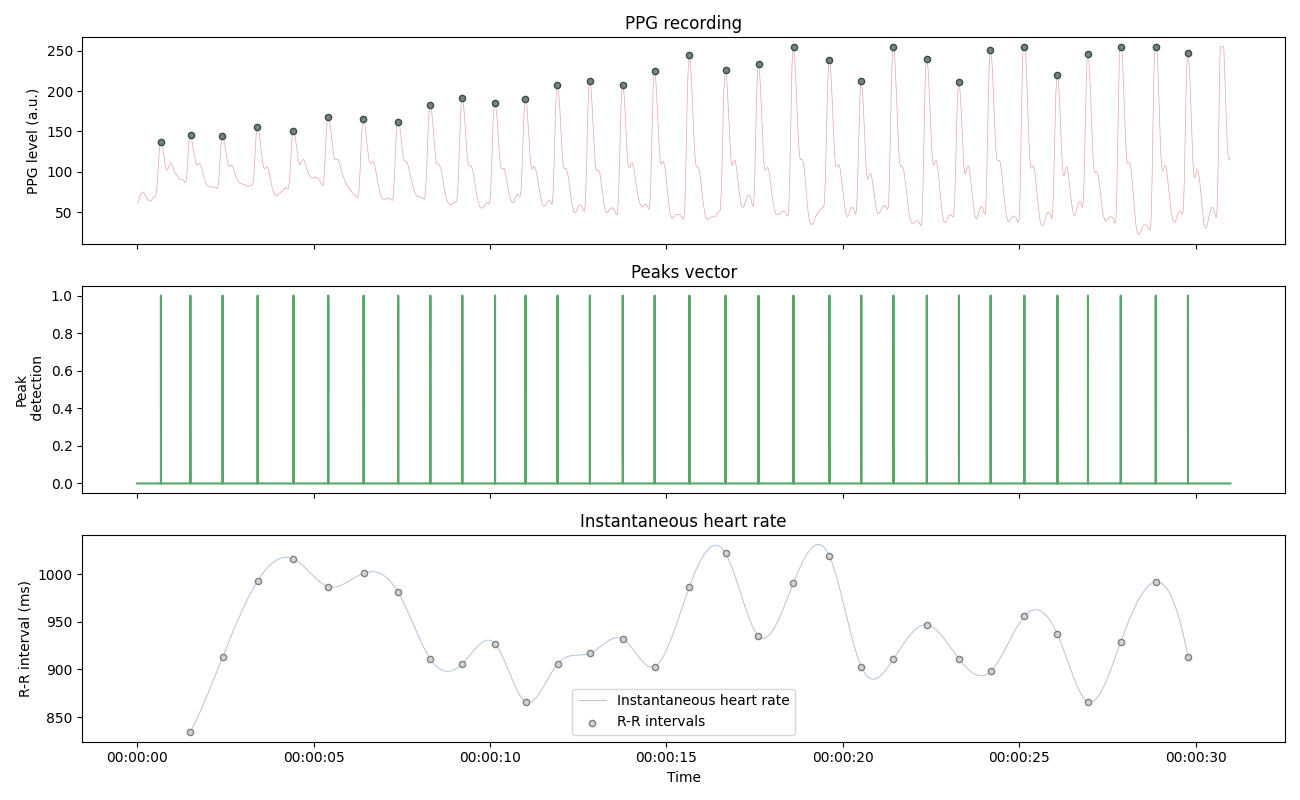 PPG recording
PPG level (a.u.)
250
200
150
100
50
Peaks vector
Peak
detection
1.0
0.8
0.6
0.4
0.2
0.0
Instantaneous heart rate
R-R interval (ms)
1000
950
900
850
Instantaneous heart rate
R-R intervals
00:00:00 00:00:05 00:00:10 00:00:15 00:00:20 00:00:25 00:00:30
Time